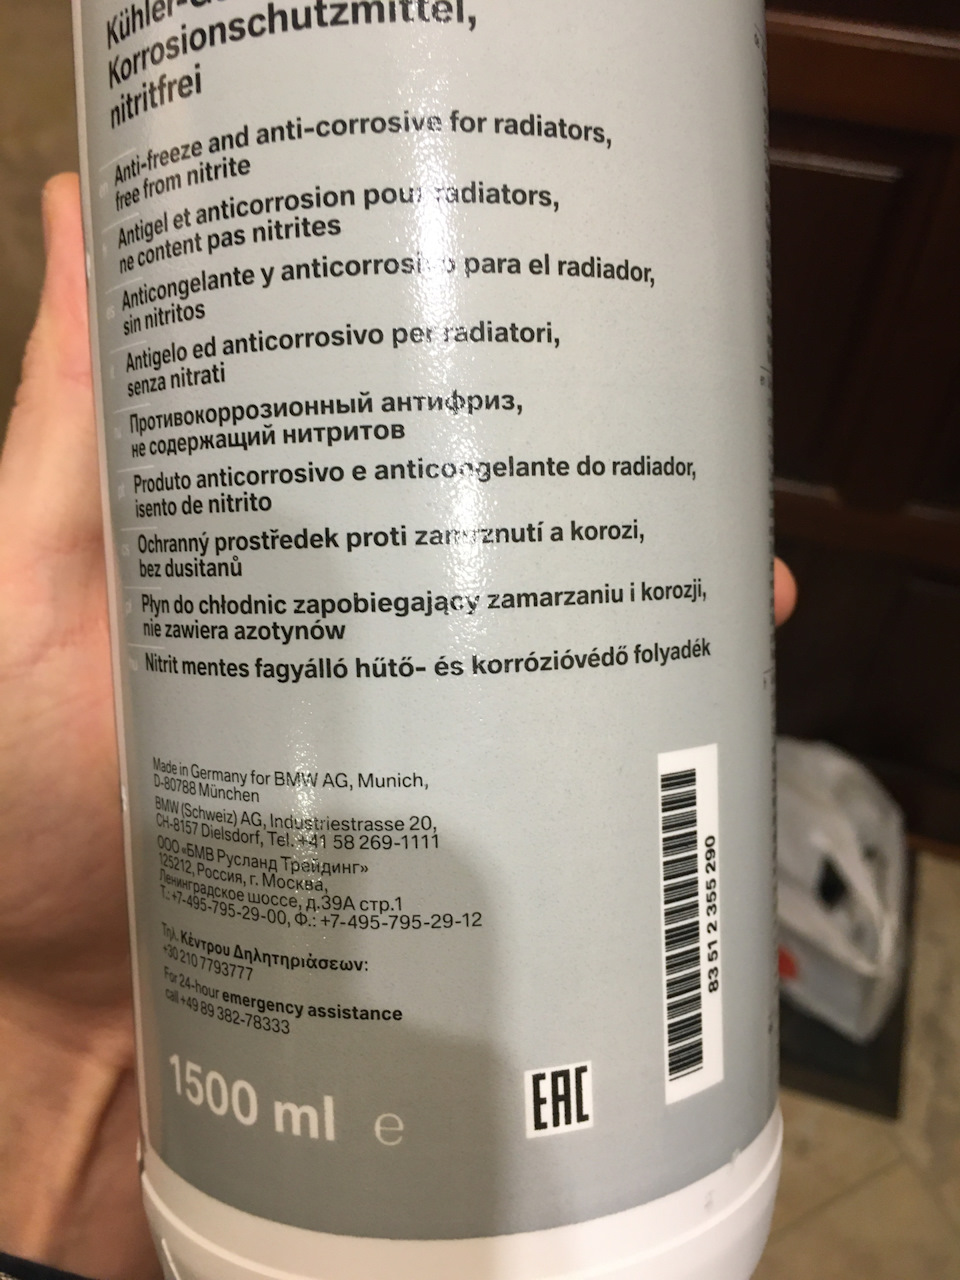 Korrosionschutzmittel,
nitritfrei
Anti-freeze and anti-corrosive for radiators,
free from nitrite
Antigel et anticorrosion pour radiators,
ne content pas nitrites
Anticongelante y anticorrosivo para el radiador,
sin nitritos
Antigelo ed anticorrosivo per radiatori,
senza nitrati
Противокоррозионный антифриз,
не содержащий нитритов
Produto anticorrosivo e anticongelante do radiador,
isento de nitrito
Ochranný prostředek proti zamrznutí a korozi,
bez dusitanů
Płyn do chłodnic zapobiegający zamarzaniu i korozji,
nie zawiera azotynów
Nitrit mentes fagyálló hűtő- és korrózióvédő folyadék
Made in Germany for BMW AG, Munich,
D-80788 München
BMW (Schweiz) AG, Industriestrasse 20,
CH-8157 Dielsdorf, Tel. +41 58 269-1111
ООО «БМВ Русланд Трейдинг»
125212, Россия, г. Москва,
Ленинградское шоссе, д.39А стр.1
Т.: +7-495-795-29-00, Ф.: +7-495-795-29-12
Τηλ. Κέντρου Δηλητηριάσεων:
+30 210 7793777
For 24-hour emergency assistance
call +49 89 382-78333
83 51 2 355 290
1500 ml e
EAC